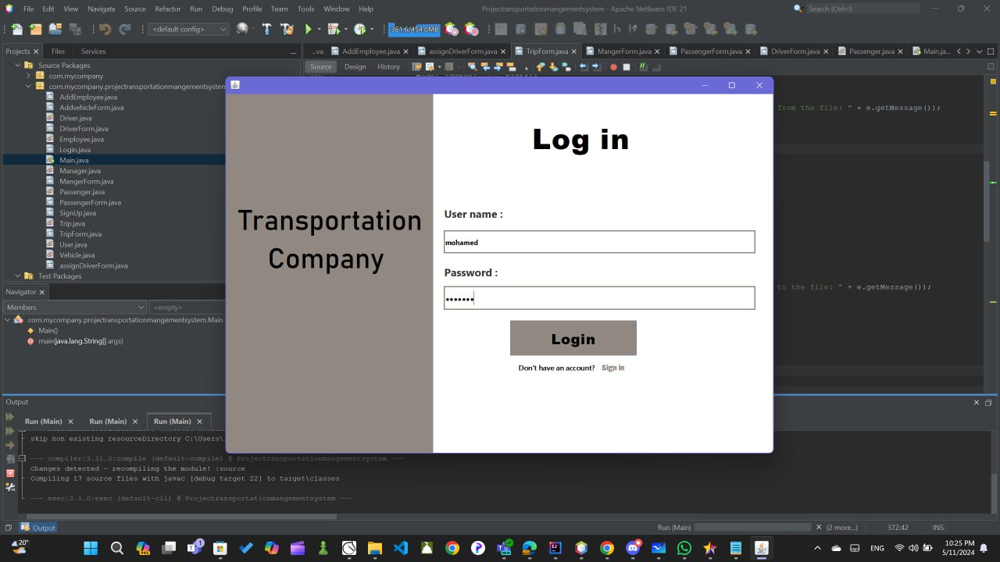 File Edit View Navigate Source Refactor Run Debug Profile Team Tools Window Help
Projectransportationmangementsystem - Apache NetBeans IDE 21
Search (Ctrl+I)
<default config>
361.6/454.0MB
Projects
Files
Services
...va
AddEmployee.java
assignDriverForm.java
TripForm.java
MangerForm.java
PassengerForm.java
DriverForm.java
Passenger.java
Main.ja...
Source
Design
History
Source Packages
com.mycompany
com.mycompany.projectransportationmangementsystem
AddEmployee.java
AddvehicleForm.java
Driver.java
DriverForm.java
Employee.java
Login.java
Main.java
Manager.java
MangerForm.java
Passenger.java
PassengerForm.java
SignUp.java
Trip.java
TripForm.java
User.java
Vehicle.java
assignDriverForm.java
Test Packages
from the file: " + e.getMessage());
to the file: " + e.getMessage());
Transportation
Company
Log in
User name :
mohamed
Password :
•••••••
Login
Don't have an account? Sign in
Navigator
Members
<empty>
com.mycompany.projectransportationmangementsystem.Main
Main()
main(java.lang.String[] args)
Output
Run (Main)
Run (Main)
Run (Main)
skip non existing resourceDirectory C:\Users\
--- compiler:3.11.0:compile (default-compile) @ Projectransportationmangementsystem ---
Changes detected - recompiling the module! :source
Compiling 17 source files with javac [debug target 22] to target\classes
--- exec:3.1.0:exec (default-cli) @ Projectransportationmangementsystem ---
Output
Run (Main)
(2 more...)
372:42
INS
20°
ENG
10:25 PM
5/11/2024